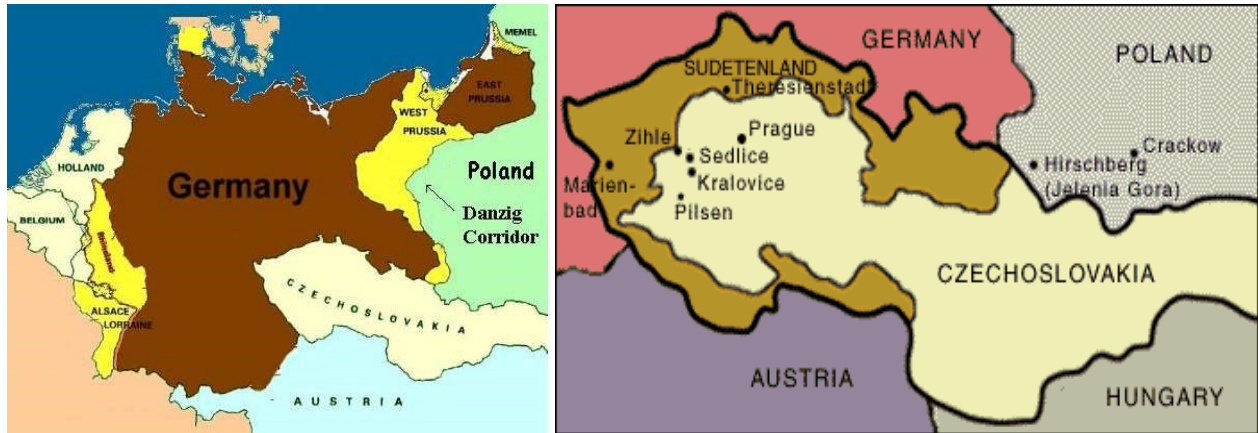 MEMEL
EAST
PRUSSIA
WEST
PRUSSIA
HOLLAND
Poland
Germany
BELGIUM
Danzig
Corridor
Rhineland
CZECHOSLOVAKIA
ALSACE
LORRAINE
AUSTRIA
GERMANY
POLAND
SUDETENLAND
Theresienstadt
Prague
Zihle
Sedlice
Crackow
Hirschberg
(Jelenia Gora)
Kralovice
Marien-
bad
Pilsen
CZECHOSLOVAKIA
AUSTRIA
HUNGARY